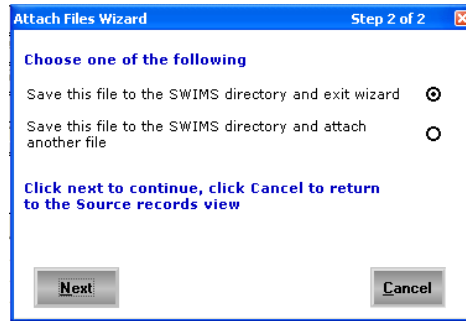 Attach Files Wizard Step 2 of 2
Choose one of the following
Save this file to the SWIMS directory and exit wizard
Save this file to the SWIMS directory and attach
another file
Click next to continue, click Cancel to return
to the Source records view
Next Cancel